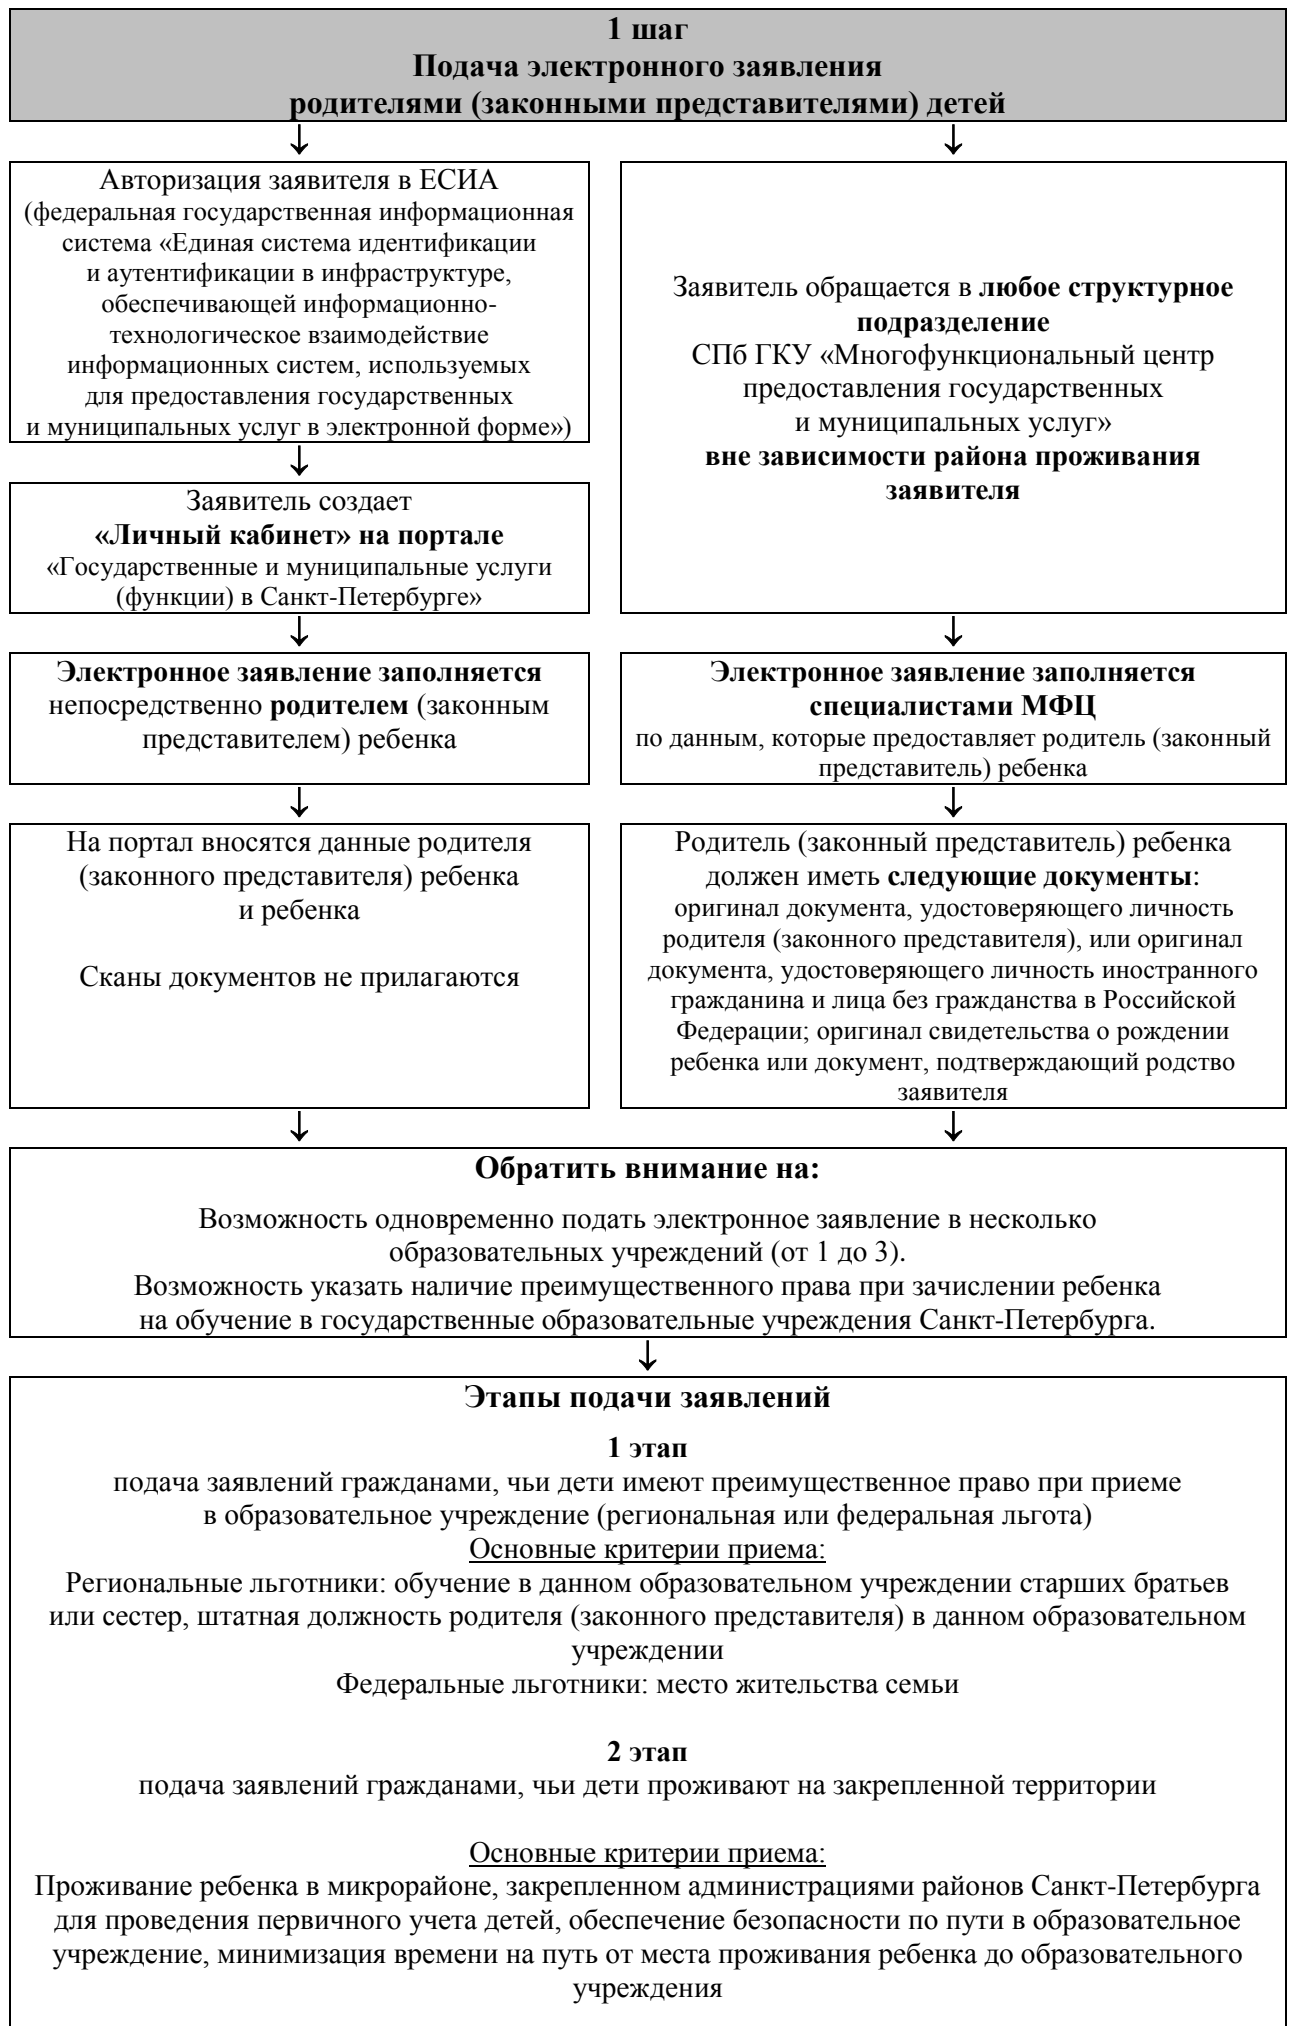 1 шаг
Подача электронного заявления
родителями (законными представителями) детей
↓
↓
Авторизация заявителя в ЕСИА
(федеральная государственная информационная
система «Единая система идентификации
и аутентификации в инфраструктуре,
обеспечивающей информационно-
технологическое взаимодействие
информационных систем, используемых
для предоставления государственных
и муниципальных услуг в электронной форме»)
↓
Заявитель создает
«Личный кабинет» на портале
«Государственные и муниципальные услуги
(функции) в Санкт-Петербурге»
Заявитель обращается в любое структурное
подразделение
СПб ГКУ «Многофункциональный центр
предоставления государственных
и муниципальных услуг»
вне зависимости района проживания
заявителя
↓
↓
Электронное заявление заполняется
непосредственно родителем (законным
представителем) ребенка
Электронное заявление заполняется
специалистами МФЦ
по данным, которые предоставляет родитель (законный
представитель) ребенка
↓
↓
На портал вносятся данные родителя
(законного представителя) ребенка
и ребенка
Сканы документов не прилагаются
Родитель (законный представитель) ребенка
должен иметь следующие документы:
оригинал документа, удостоверяющего личность
родителя (законного представителя), или оригинал
документа, удостоверяющего личность иностранного
гражданина и лица без гражданства в Российской
Федерации; оригинал свидетельства о рождении
ребенка или документ, подтверждающий родство
заявителя
↓
↓
Обратить внимание на:
Возможность одновременно подать электронное заявление в несколько
образовательных учреждений (от 1 до 3).
Возможность указать наличие преимущественного права при зачислении ребенка
на обучение в государственные образовательные учреждения Санкт-Петербурга.
↓
Этапы подачи заявлений
1 этап
подача заявлений гражданами, чьи дети имеют преимущественное право при приеме
в образовательное учреждение (региональная или федеральная льгота)
Основные критерии приема:
Региональные льготники: обучение в данном образовательном учреждении старших братьев
или сестер, штатная должность родителя (законного представителя) в данном образовательном
учреждении
Федеральные льготники: место жительства семьи
2 этап
подача заявлений гражданами, чьи дети проживают на закрепленной территории
Основные критерии приема:
Проживание ребенка в микрорайоне, закрепленном администрациями районов Санкт-Петербурга
для проведения первичного учета детей, обеспечение безопасности по пути в образовательное
учреждение, минимизация времени на путь от места проживания ребенка до образовательного
учреждения